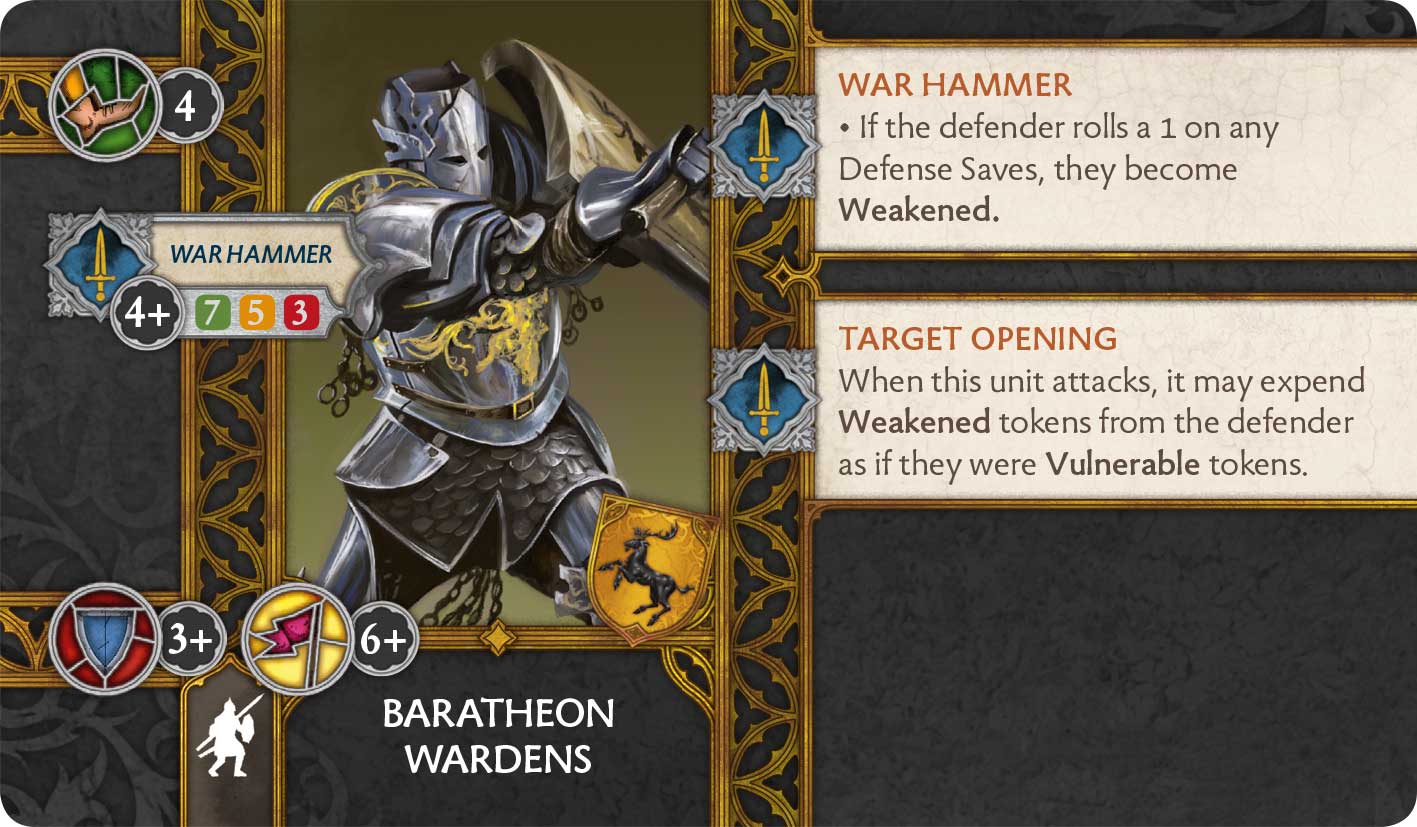 4
WAR HAMMER
4+ 7 5 3
3+ 6+
BARATHEON
WARDENS
WAR HAMMER
• If the defender rolls a 1 on any
Defense Saves, they become
Weakened.
TARGET OPENING
When this unit attacks, it may expend
Weakened tokens from the defender
as if they were Vulnerable tokens.